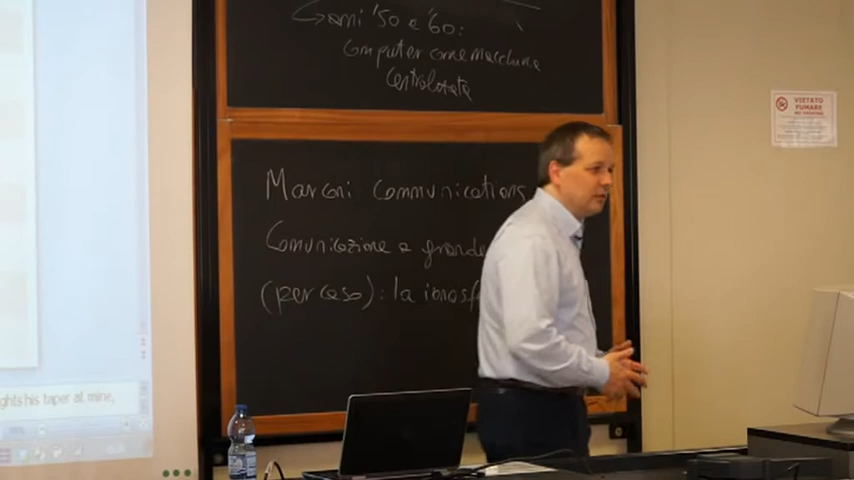 anni '50 e '60:
computer come macchine
centralizzate
Marconi communications
Comunicazione a grande
(per caso): la ionosf
VIETATO
FUMARE
ghts his taper at mine,